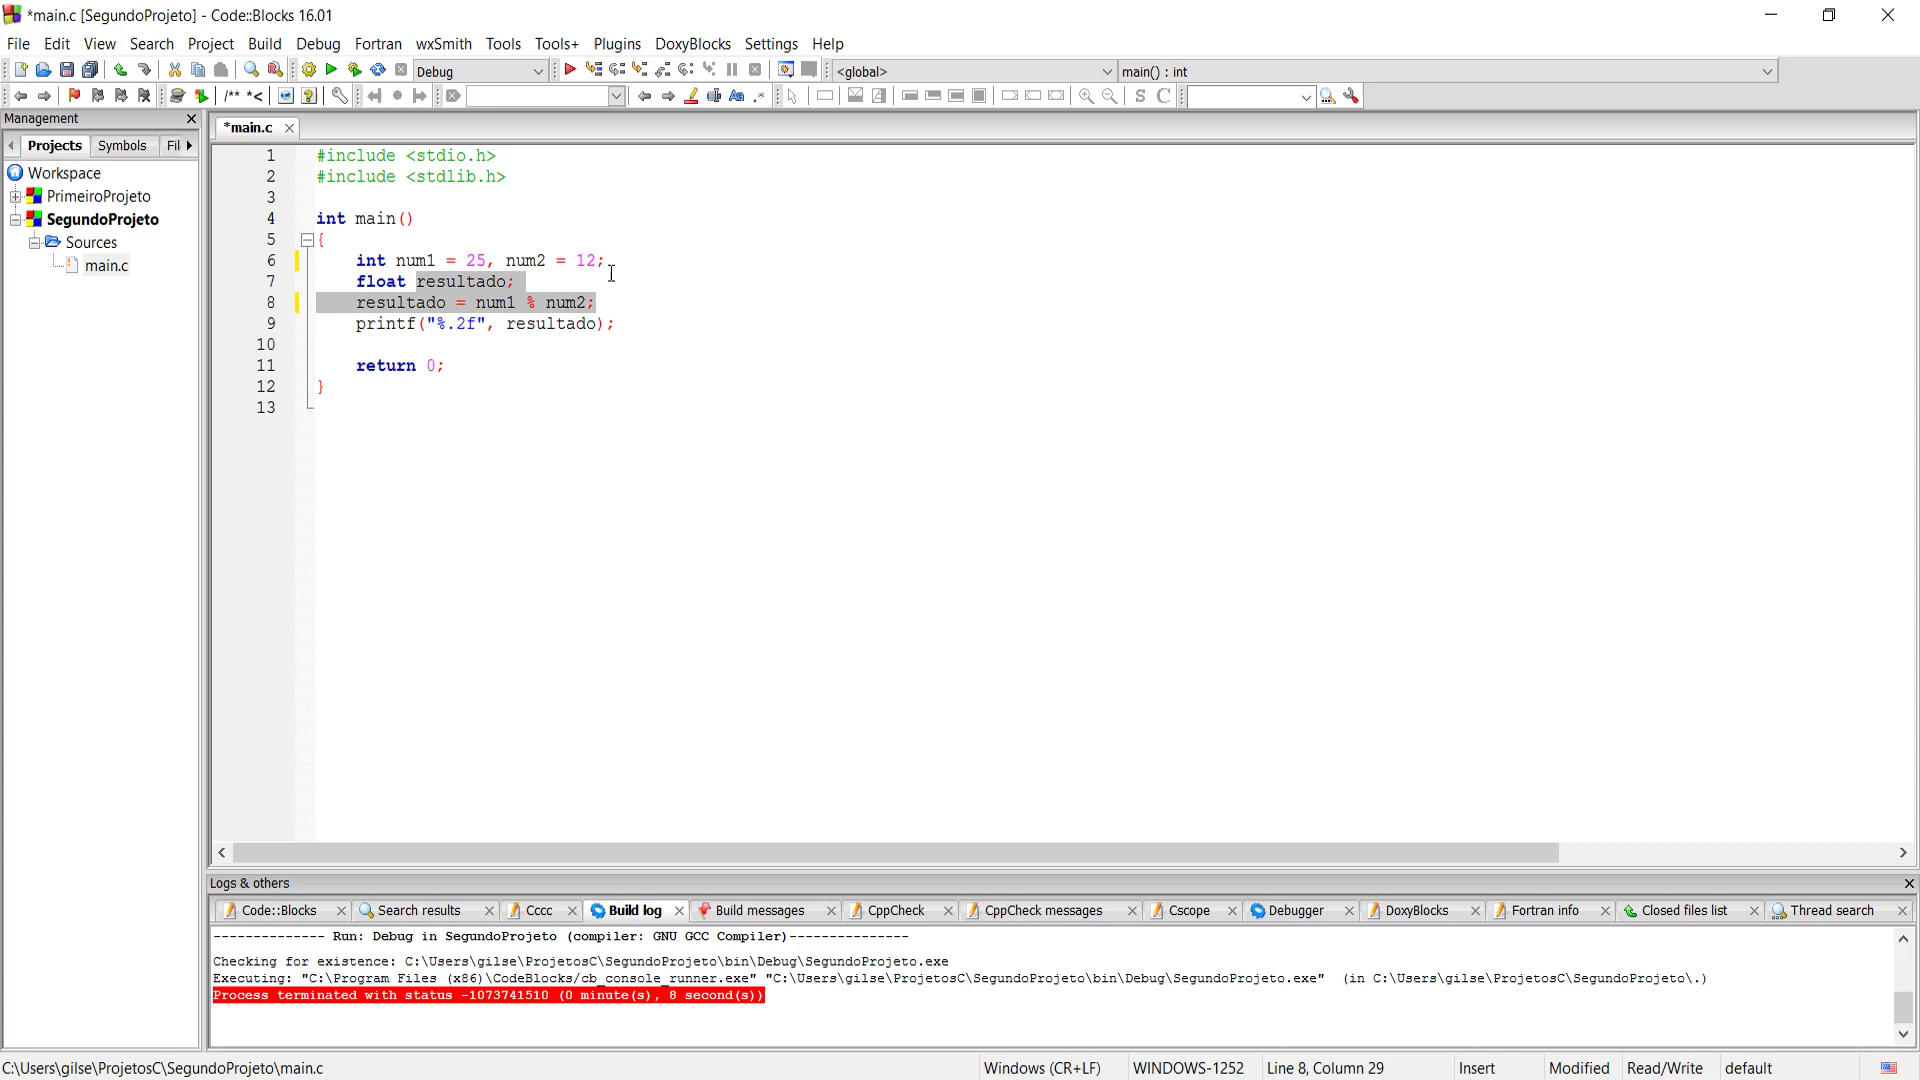 *main.c [SegundoProjeto] - Code::Blocks 16.01
File Edit View Search Project Build Debug Fortran wxSmith Tools Tools+ Plugins DoxyBlocks Settings Help
Debug <global> main() : int
/** *< Aa .* S C
Management
Projects Symbols Fil
Workspace
PrimeiroProjeto
SegundoProjeto
Sources
main.c
*main.c
1 #include <stdio.h>
2 #include <stdlib.h>
3
4 int main()
5 {
6 int num1 = 25, num2 = 12;
7 float resultado;
8 resultado = num1 % num2;
9 printf("%.2f", resultado);
10
11 return 0;
12 }
13
Logs & others
Code::Blocks Search results Cccc Build log Build messages CppCheck CppCheck messages Cscope Debugger DoxyBlocks Fortran info Closed files list Thread search
-------------- Run: Debug in SegundoProjeto (compiler: GNU GCC Compiler)---------------
Checking for existence: C:\Users\gilse\ProjetosC\SegundoProjeto\bin\Debug\SegundoProjeto.exe
Executing: "C:\Program Files (x86)\CodeBlocks/cb_console_runner.exe" "C:\Users\gilse\ProjetosC\SegundoProjeto\bin\Debug\SegundoProjeto.exe" (in C:\Users\gilse\ProjetosC\SegundoProjeto\.)
Process terminated with status -1073741510 (0 minute(s), 8 second(s))
C:\Users\gilse\ProjetosC\SegundoProjeto\main.c Windows (CR+LF) WINDOWS-1252 Line 8, Column 29 Insert Modified Read/Write default